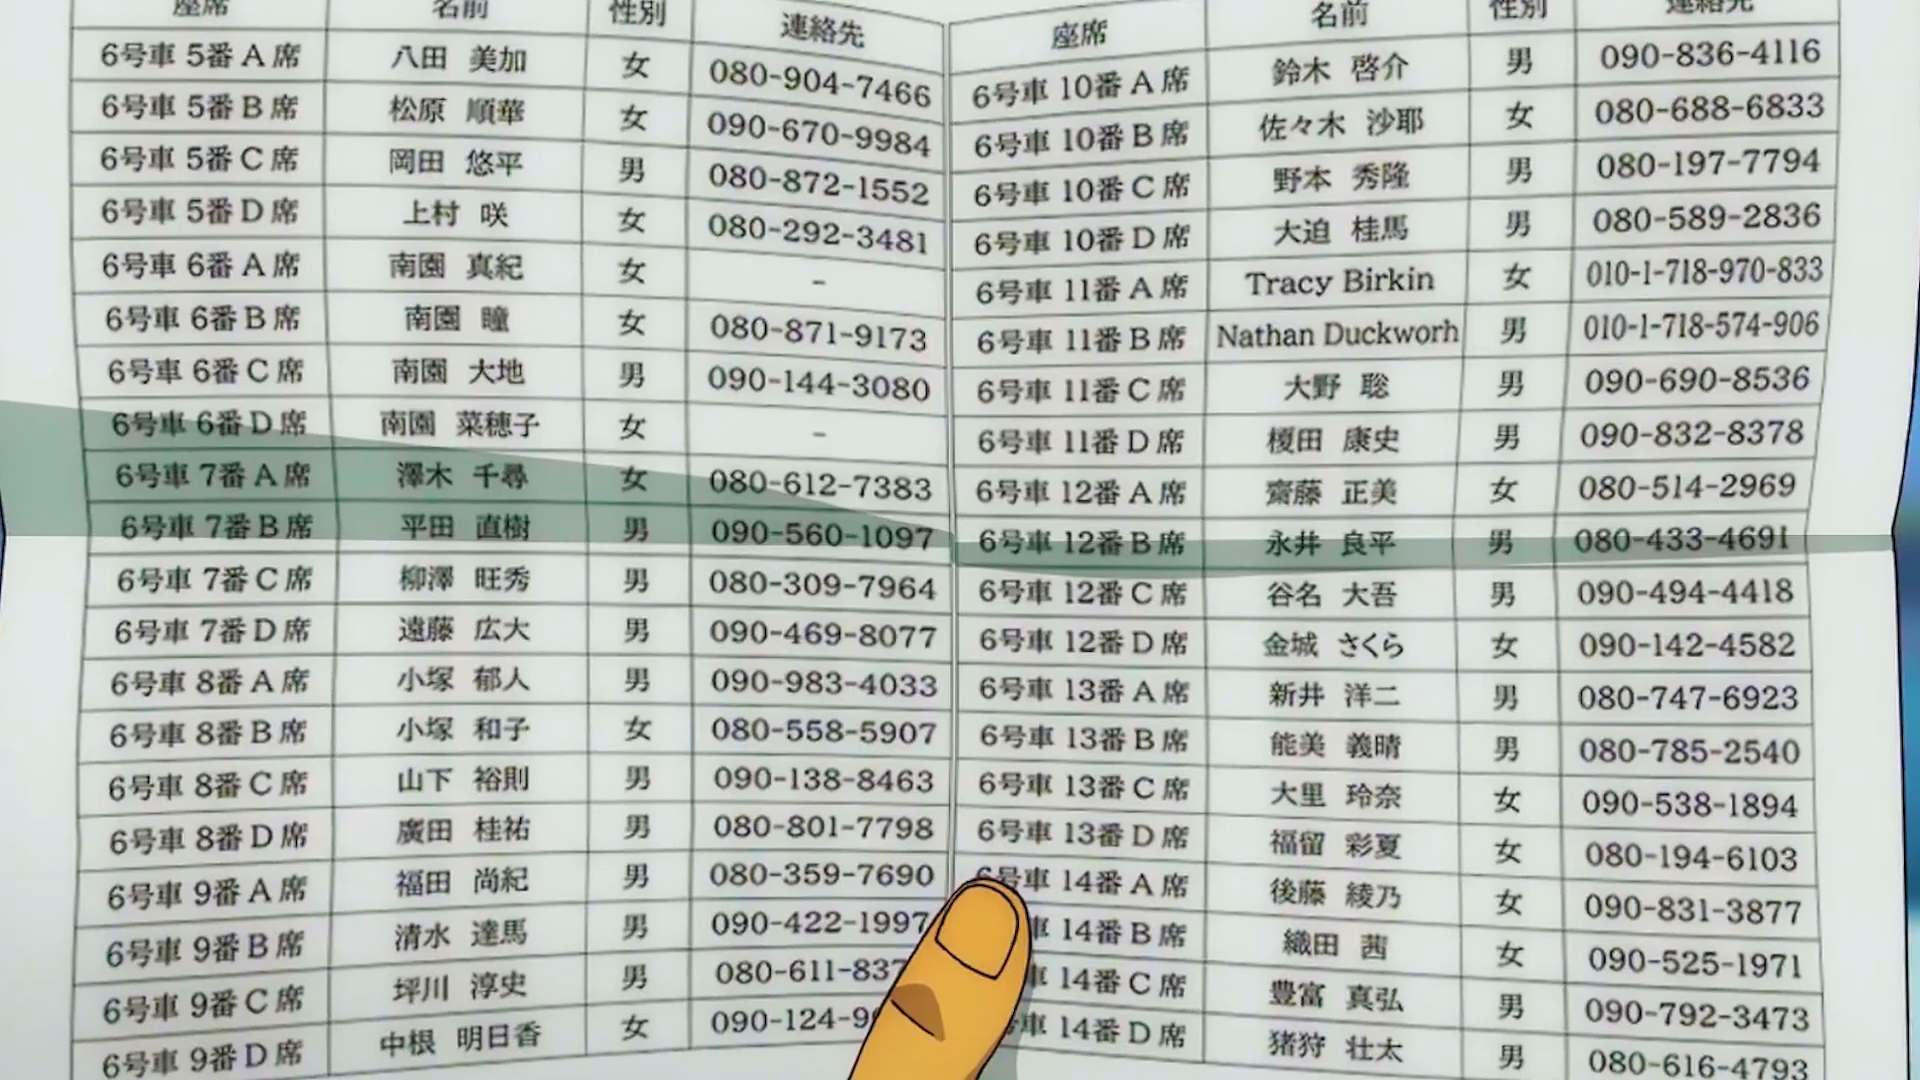 座席 名前 性別 連絡先
6号車 5番 A 席 八田 美加 女 080-904-7466
6号車 5番 B 席 松原 順華 女 090-670-9984
6号車 5番 C 席 岡田 悠平 男 080-872-1552
6号車 5番 D 席 上村 咲 女 080-292-3481
6号車 6番 A 席 南園 真紀 女 -
6号車 6番 B 席 南園 瞳 女 080-871-9173
6号車 6番 C 席 南園 大地 男 090-144-3080
6号車 6番 D 席 南園 菜穂子 女 -
6号車 7番 A 席 澤木 千尋 女 080-612-7383
6号車 7番 B 席 平田 直樹 男 090-560-1097
6号車 7番 C 席 柳澤 旺秀 男 080-309-7964
6号車 7番 D 席 遠藤 広大 男 090-469-8077
6号車 8番 A 席 小塚 郁人 男 090-983-4033
6号車 8番 B 席 小塚 和子 女 080-558-5907
6号車 8番 C 席 山下 裕則 男 090-138-8463
6号車 8番 D 席 廣田 桂祐 男 080-801-7798
6号車 9番 A 席 福田 尚紀 男 080-359-7690
6号車 9番 B 席 清水 達馬 男 090-422-1997
6号車 9番 C 席 坪川 淳史 男 080-611-837
6号車 9番 D 席 中根 明日香 女 090-124-9
座席 名前 性別 連絡先
6号車 10番 A 席 鈴木 啓介 男 090-836-4116
6号車 10番 B 席 佐々木 沙耶 女 080-688-6833
6号車 10番 C 席 野本 秀隆 男 080-197-7794
6号車 10番 D 席 大迫 桂馬 男 080-589-2836
6号車 11番 A 席 Tracy Birkin 女 010-1-718-970-833
6号車 11番 B 席 Nathan Duckworh 男 010-1-718-574-906
6号車 11番 C 席 大野 聡 男 090-690-8536
6号車 11番 D 席 榎田 康史 男 090-832-8378
6号車 12番 A 席 齋藤 正美 女 080-514-2969
6号車 12番 B 席 永井 良平 男 080-433-4691
6号車 12番 C 席 谷名 大吾 男 090-494-4418
6号車 12番 D 席 金城 さくら 女 090-142-4582
6号車 13番 A 席 新井 洋二 男 080-747-6923
6号車 13番 B 席 能美 義晴 男 080-785-2540
6号車 13番 C 席 大里 玲奈 女 090-538-1894
6号車 13番 D 席 福留 彩夏 女 080-194-6103
6号車 14番 A 席 後藤 綾乃 女 090-831-3877
車 14番 B 席 織田 茜 女 090-525-1971
車 14番 C 席 豊富 真弘 男 090-792-3473
号車 14番 D 席 猪狩 壮太 男 080-616-4793